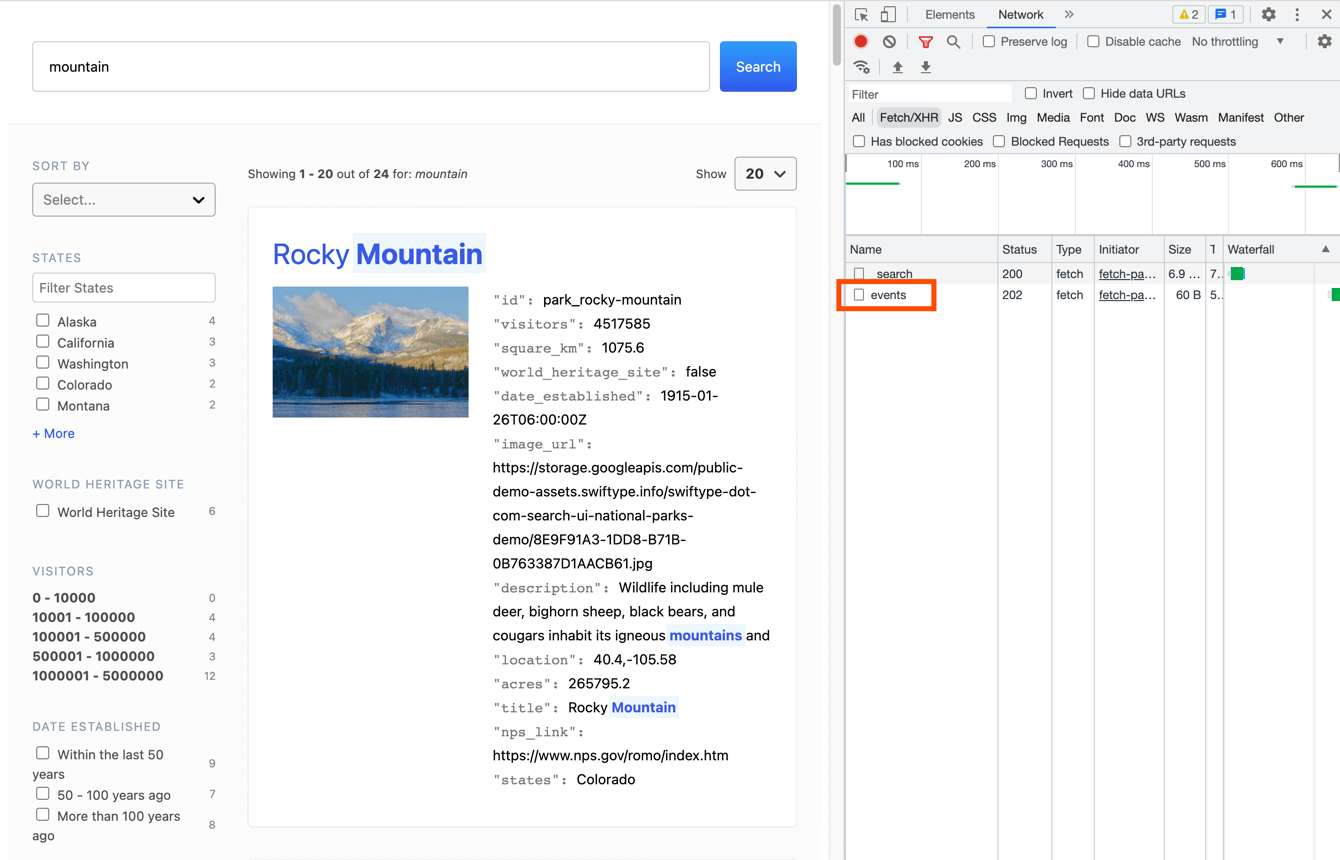 mountain
Search
SORT BY
Select...
STATES
Filter States
Alaska 4
California 3
Washington 3
Colorado 2
Montana 2
+ More
WORLD HERITAGE SITE
World Heritage Site 6
VISITORS
0 - 10000 0
10001 - 100000 4
100001 - 500000 4
500001 - 1000000 3
1000001 - 5000000 12
DATE ESTABLISHED
Within the last 50
years 9
50 - 100 years ago 7
More than 100 years
ago 8
Showing 1 - 20 out of 24 for: mountain
Show 20
Rocky Mountain
"id": park_rocky-mountain
"visitors": 4517585
"square_km": 1075.6
"world_heritage_site": false
"date_established": 1915-01-
26T06:00:00Z
"image_url":
https://storage.googleapis.com/public-
demo-assets.swiftype.info/swiftype-dot-
com-search-ui-national-parks-
demo/8E9F91A3-1DD8-B71B-
0B763387D1AACB61.jpg
"description": Wildlife including mule
deer, bighorn sheep, black bears, and
cougars inhabit its igneous mountains and
"location": 40.4,-105.58
"acres": 265795.2
"title": Rocky Mountain
"nps_link":
https://www.nps.gov/romo/index.htm
"states": Colorado
Elements Network 2 1
Preserve log Disable cache No throttling
Filter Invert Hide data URLs
All Fetch/XHR JS CSS Img Media Font Doc WS Wasm Manifest Other
Has blocked cookies Blocked Requests 3rd-party requests
100 ms 200 ms 300 ms 400 ms 500 ms 600 ms
Name Status Type Initiator Size T Waterfall
_search 200 fetch fetch-pa... 6.9 ... 7..
events 202 fetch fetch-pa... 60 B 5..